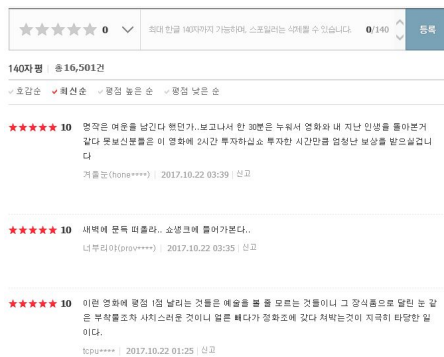 0
최대 한글 140자까지 가능하며, 스포일러는 삭제될 수 있습니다.
0/140
등록
140자평 총16,501건
호감순 최신순 평점 높은 순 평점 낮은 순
10 명작은 여운을 남긴다 했던가..보고나서 한 30분은 누워서 영화와 내 지난 인생을 돌아본거
같다 못보신분들은 이 영화에 2시간 투자하십쇼 투자한 시간만큼 엄청난 보상을 받으실겁니
다
겨울눈(hone****) | 2017.10.22 03:39 | 신고
10 새벽에 문득 떠올라.. 쇼생크에 들어가본다..
너무리야(prov****) | 2017.10.22 03:35 | 신고
10 이런 영화에 평점 1점 날리는 것들은 예술을 볼 줄 모르는 것들이니 그 장식품으로 달린 눈 같
은 부착물조차 사치스러운 것이니 얼른 빼다가 정화조에 갖다 쳐박는것이 지극히 타당한 일
이다.
tcpu**** | 2017.10.22 01:25 | 신고